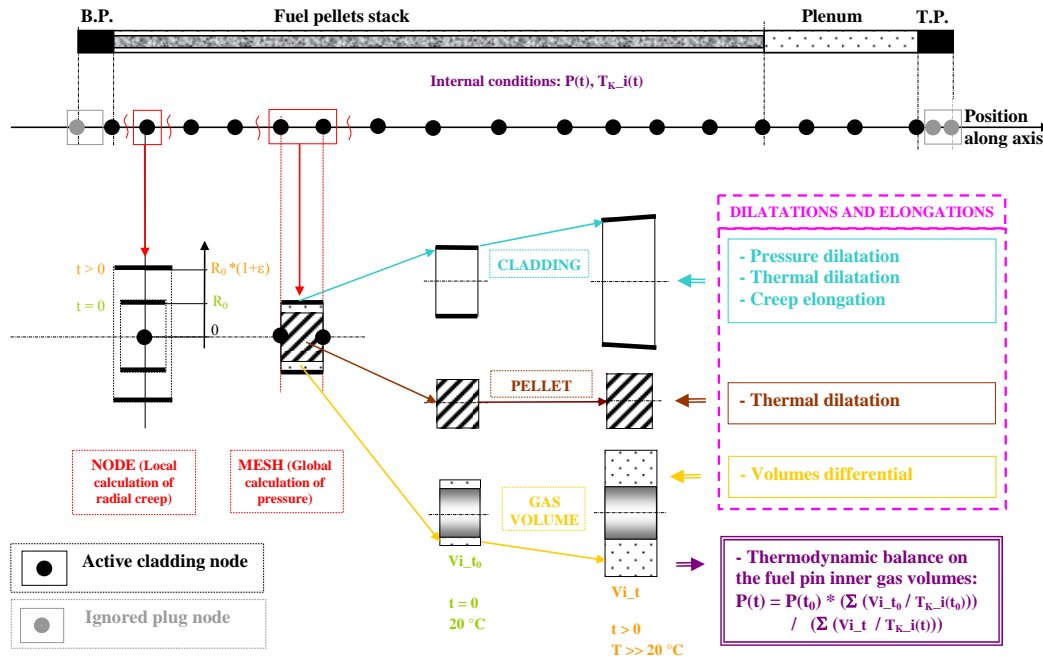 B.P.
Fuel pellets stack
Plenum
T.P.
Internal conditions: P(t), T_K_i(t)
Position
along axis
DILATATIONS AND ELONGATIONS
- Pressure dilatation
- Thermal dilatation
- Creep elongation
CLADDING
t > 0
R₀*(1+ε)
t = 0
R₀
0
PELLET
- Thermal dilatation
NODE (Local
calculation of
radial creep)
MESH (Global
calculation of
pressure)
- Volumes differential
GAS
VOLUME
Vi_t₀
t = 0
20 °C
Vi_t
t > 0
T >> 20 °C
- Thermodynamic balance on
the fuel pin inner gas volumes:
P(t) = P(t₀) * (Σ (Vi_t₀ / T_K_i(t₀)))
/ (Σ (Vi_t / T_K_i(t)))
Active cladding node
Ignored plug node